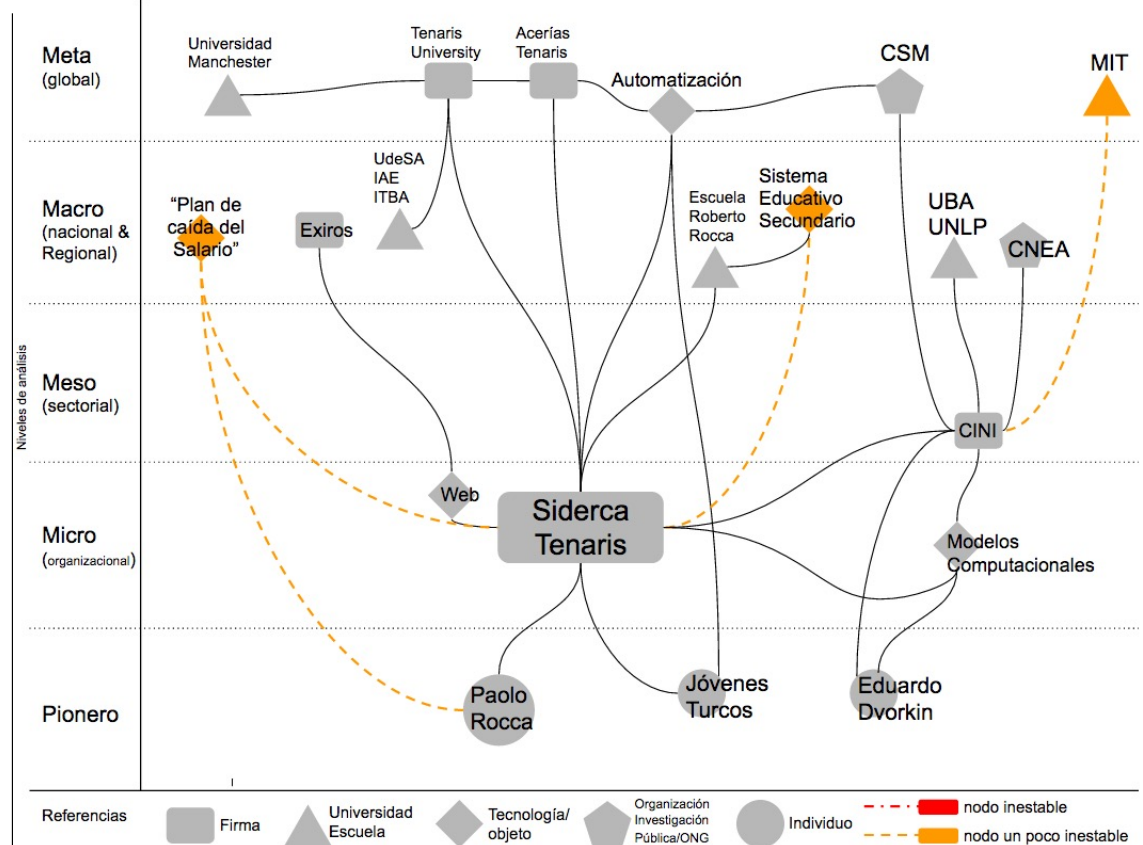 Niveles de análisis
Meta
(global)
Universidad
Manchester
Tenaris
University
Acerías
Tenaris
Automatización
CSM
MIT
Macro
(nacional &
Regional)
"Plan de
caída del
Salario"
Exiros
UdeSA
IAE
ITBA
Escuela
Roberto
Rocca
Sistema
Educativo
Secundario
UBA
UNLP
CNEA
Meso
(sectorial)
CINI
Micro
(organizacional)
Web
Siderca
Tenaris
Modelos
Computacionales
Pionero
Paolo
Rocca
Jóvenes
Turcos
Eduardo
Dvorkin
Referencias
Firma
Universidad
Escuela
Tecnología/
objeto
Organización
Investigación
Pública/ONG
Individuo
nodo inestable
nodo un poco inestable